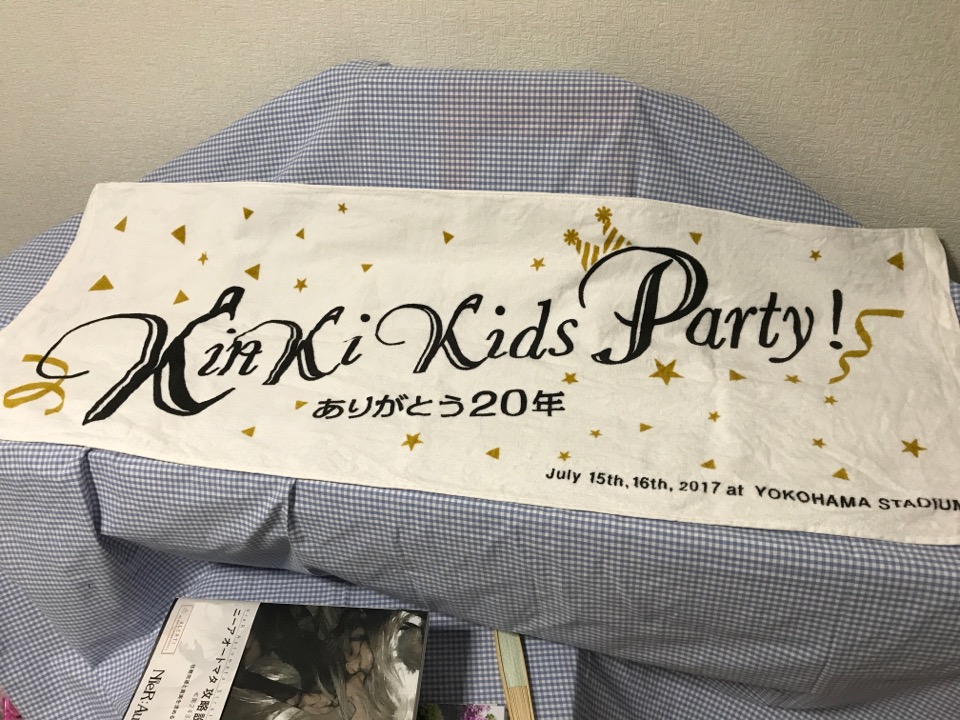 KinKi Kids Party!
ありがとう20年
July 15th, 16th, 2017 at YOKOHAMA STADIUM
ニーア オートマタ 攻略
NieR:Au